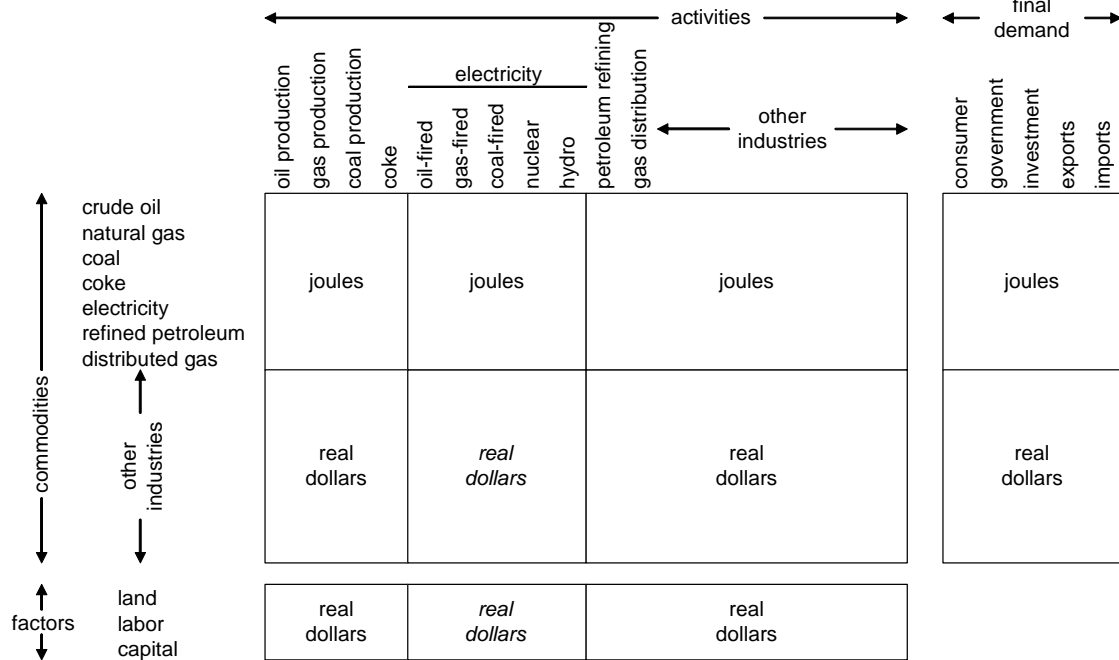 activities
final
demand
electricity
other
industries
oil production
gas production
coal production
coke
oil-fired
gas-fired
coal-fired
nuclear
hydro
petroleum refining
gas distribution
consumer
government
investment
exports
imports
commodities
crude oil
natural gas
coal
coke
electricity
refined petroleum
distributed gas
joules
joules
joules
joules
other
industries
real
dollars
real
dollars
real
dollars
real
dollars
factors
land
labor
capital
real
dollars
real
dollars
real
dollars